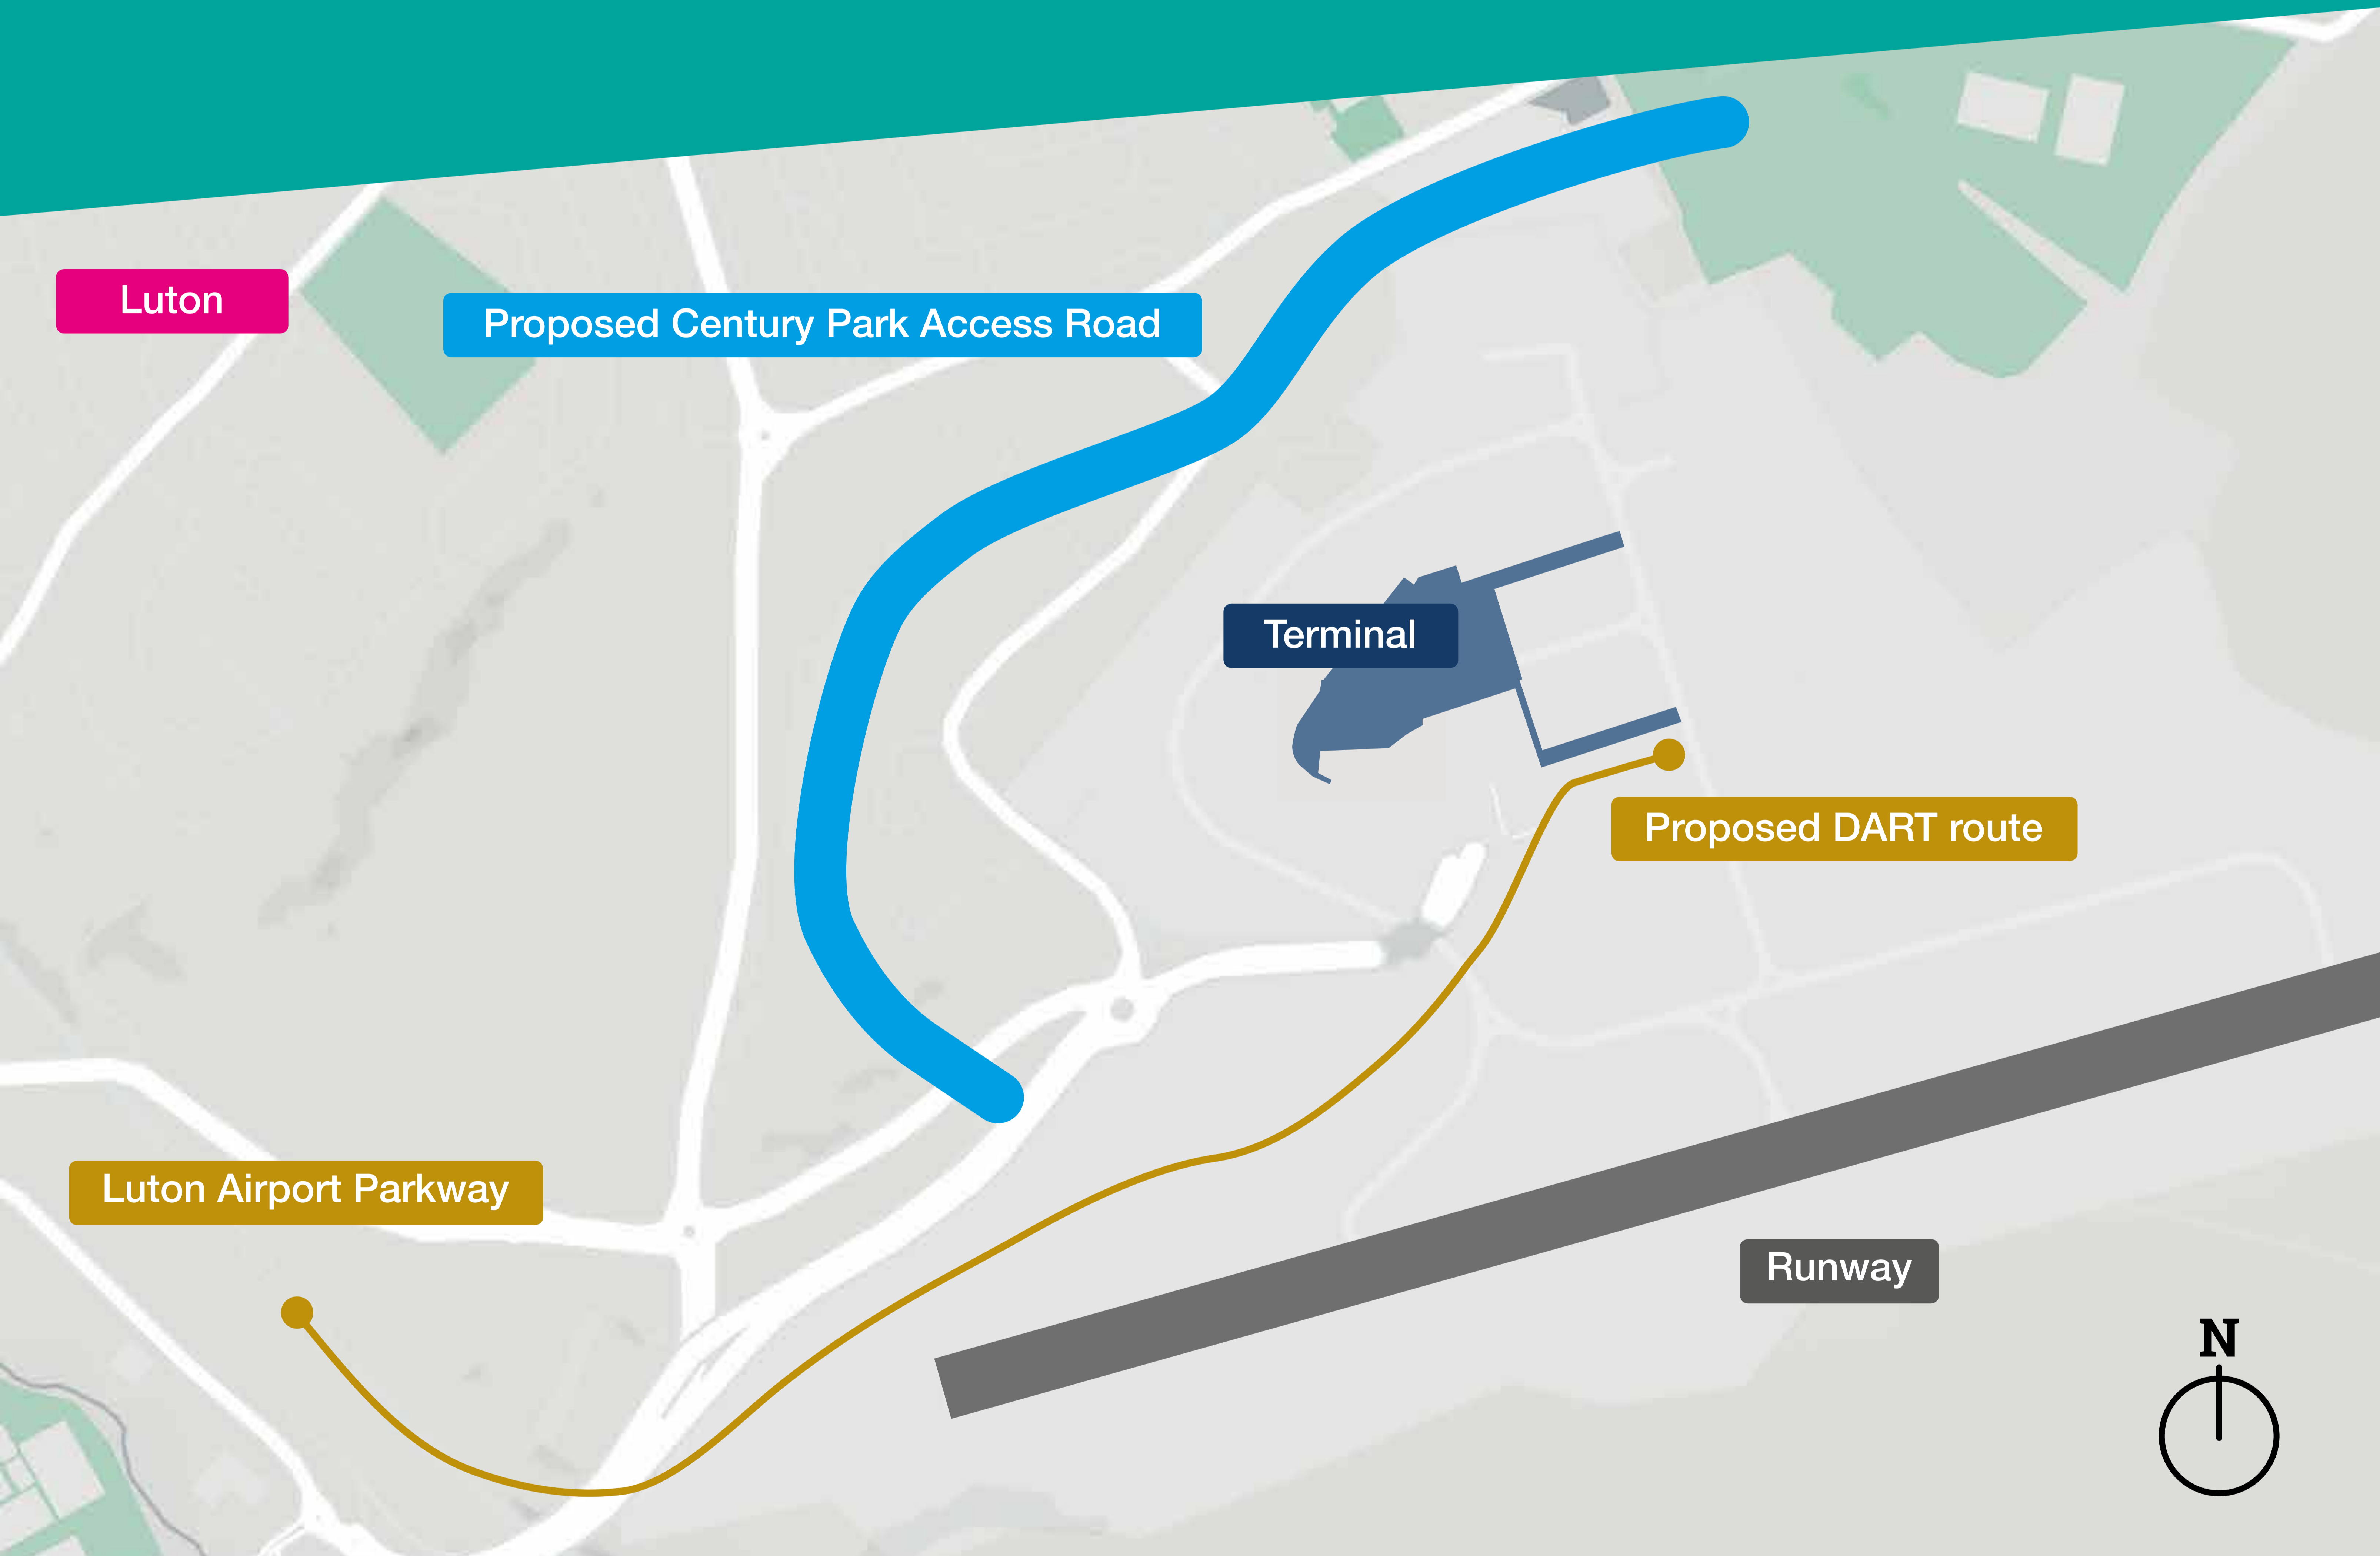 Luton
Proposed Century Park Access Road
Terminal
Proposed DART route
Luton Airport Parkway
Runway
N